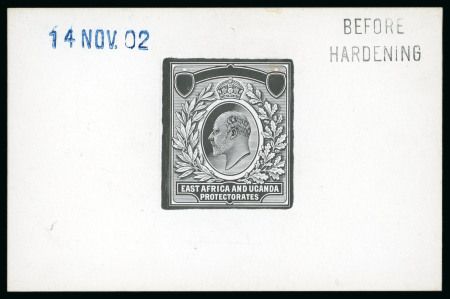 14 NOV. 02
BEFORE
HARDENING
EAST AFRICA AND UGANDA
PROTECTORATES